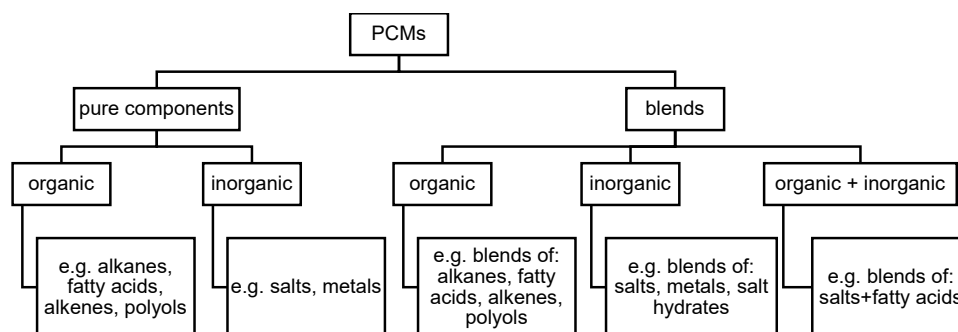 PCMs
pure components
blends
organic
inorganic
organic
inorganic
organic + inorganic
e.g. alkanes,
fatty acids,
alkenes, polyols
e.g. salts, metals
e.g. blends of:
alkanes, fatty
acids, alkenes,
polyols
e.g. blends of:
salts, metals, salt
hydrates
e.g. blends of:
salts+fatty acids